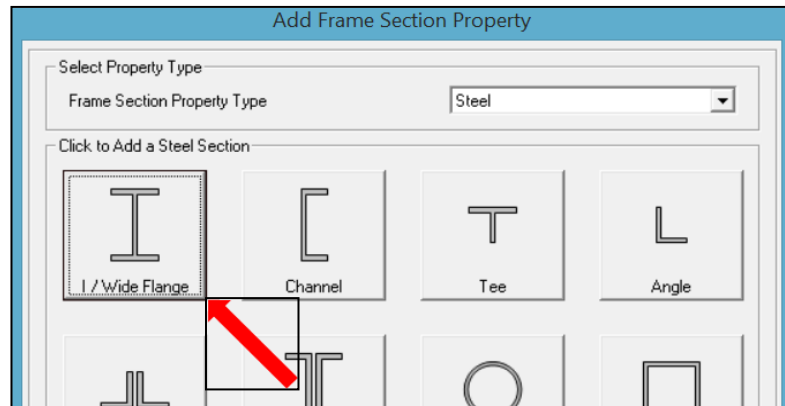 Add Frame Section Property
Select Property Type
Frame Section Property Type Steel
Click to Add a Steel Section
I / Wide Flange Channel Tee Angle